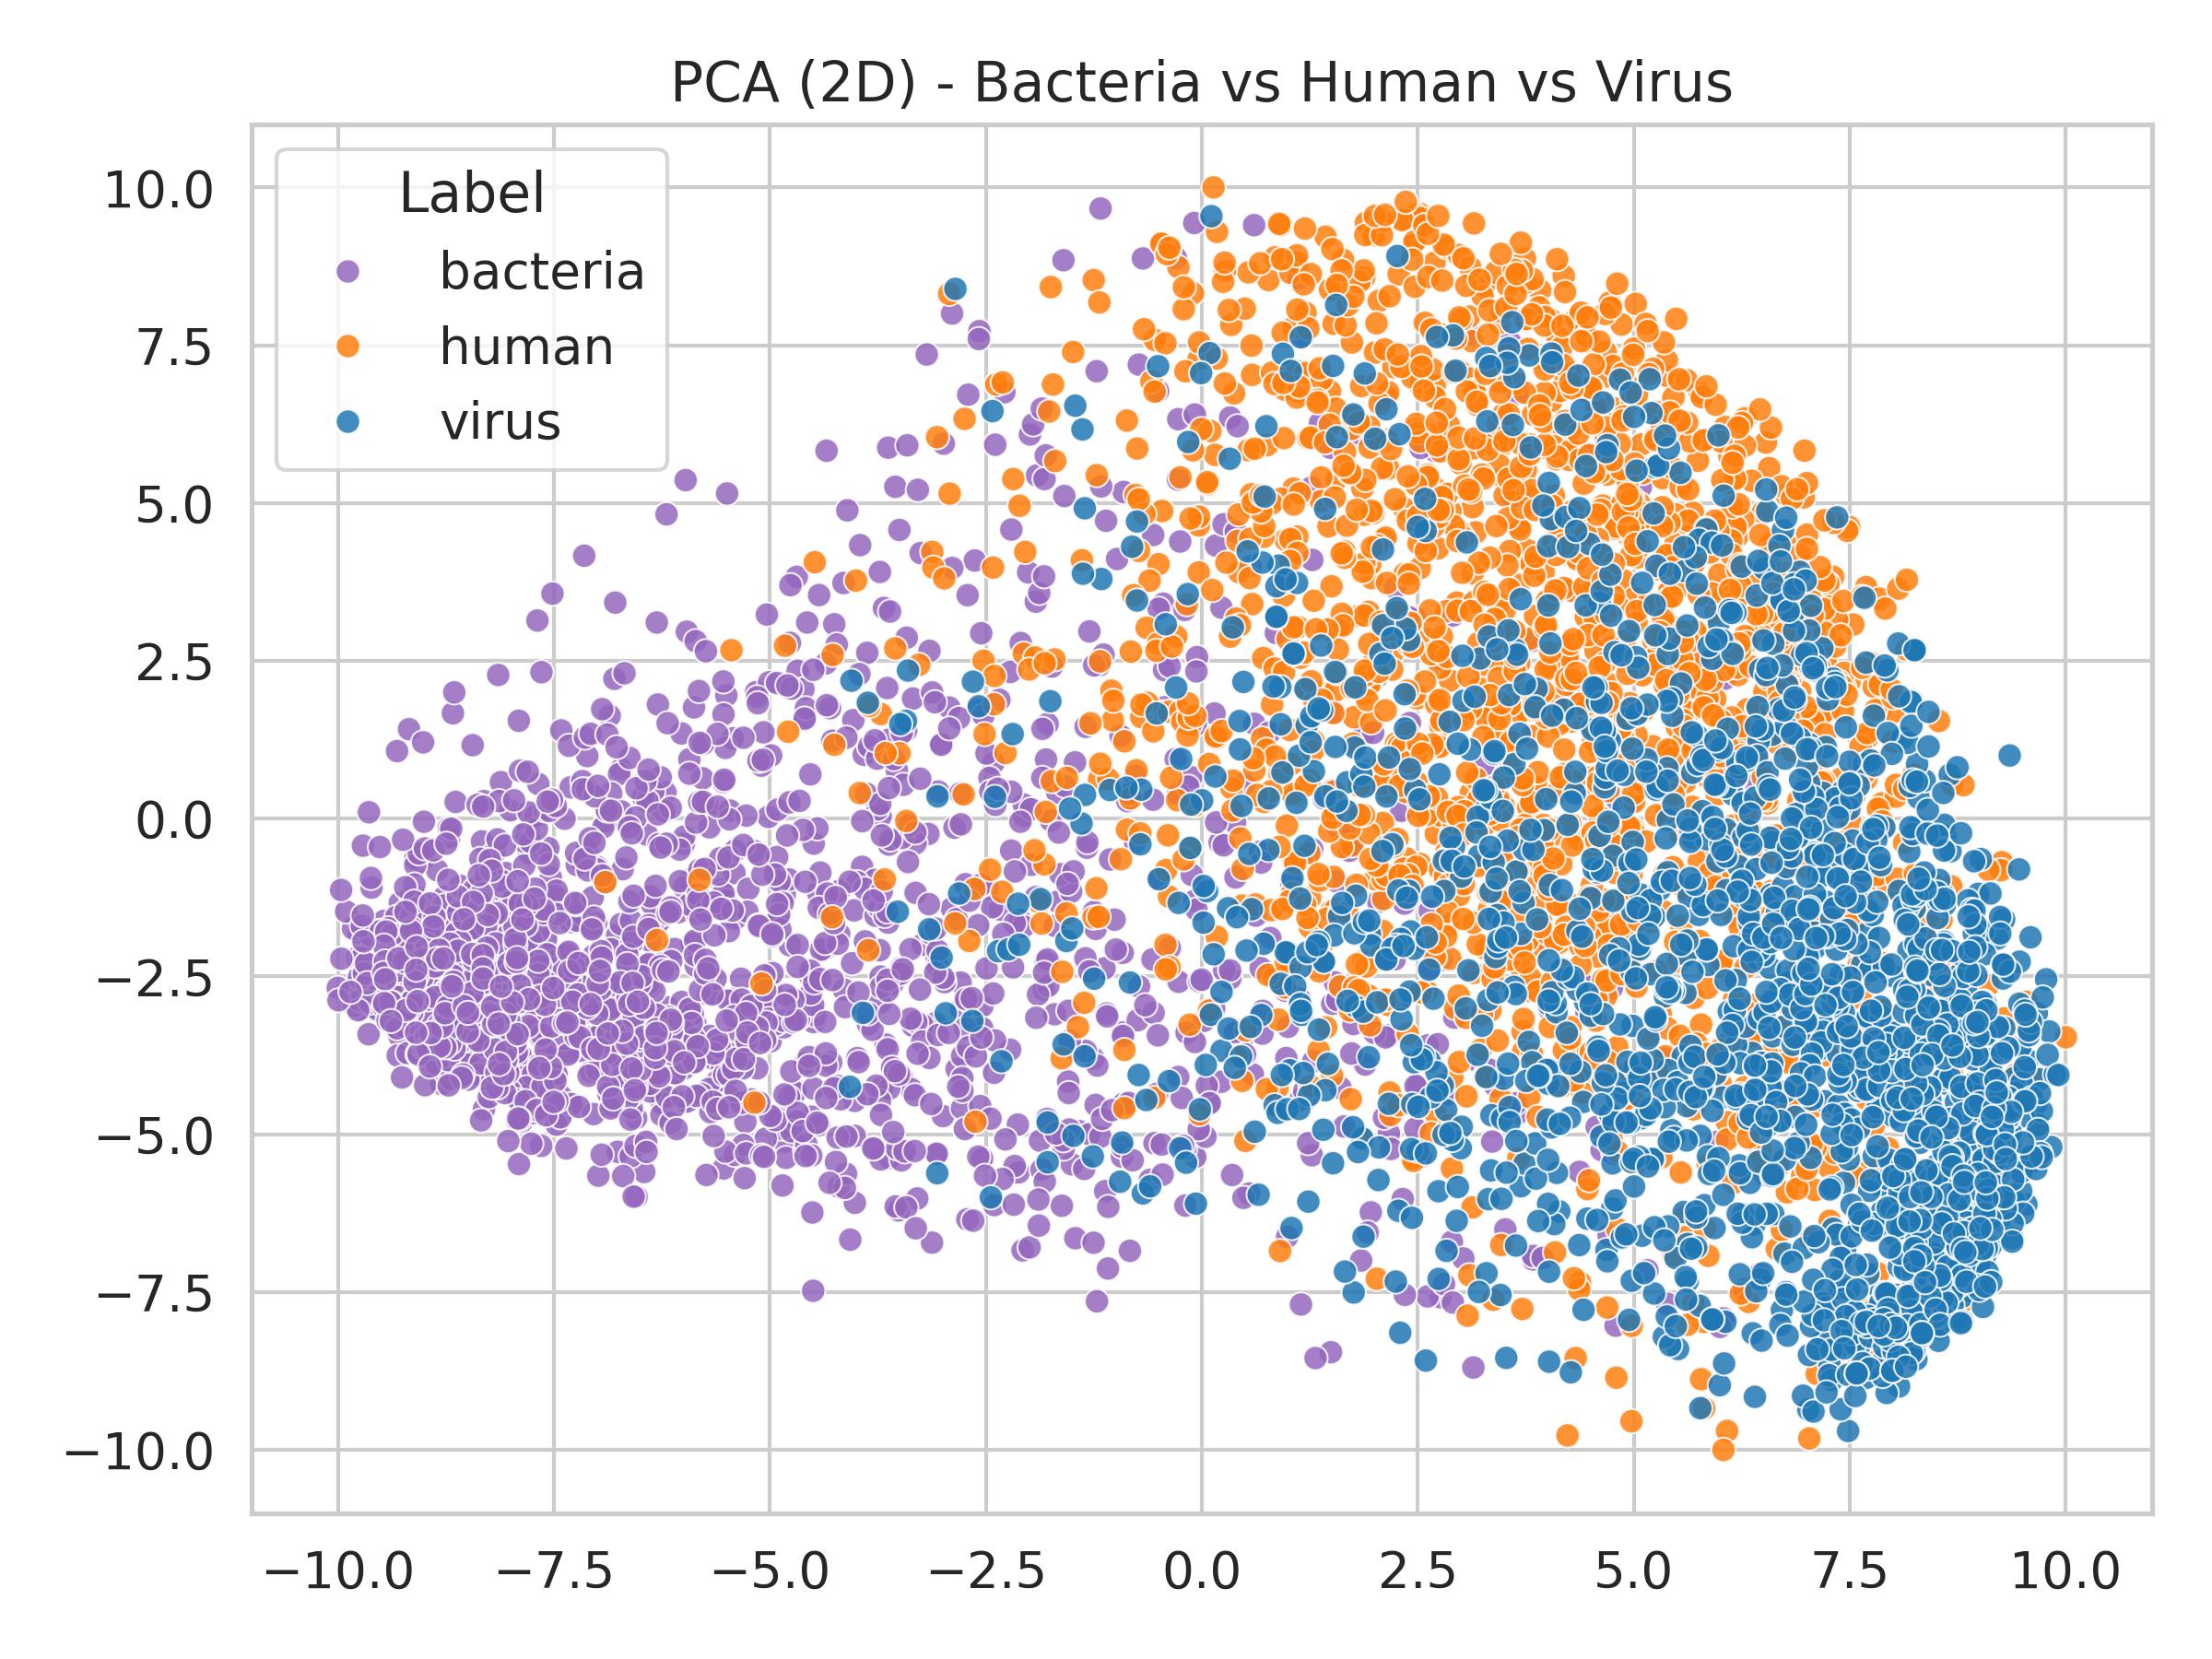 PCA (2D) - Bacteria vs Human vs Virus
Label
bacteria
human
virus
10.0
7.5
5.0
2.5
0.0
−2.5
−5.0
−7.5
−10.0
−10.0 −7.5 −5.0 −2.5 0.0 2.5 5.0 7.5 10.0